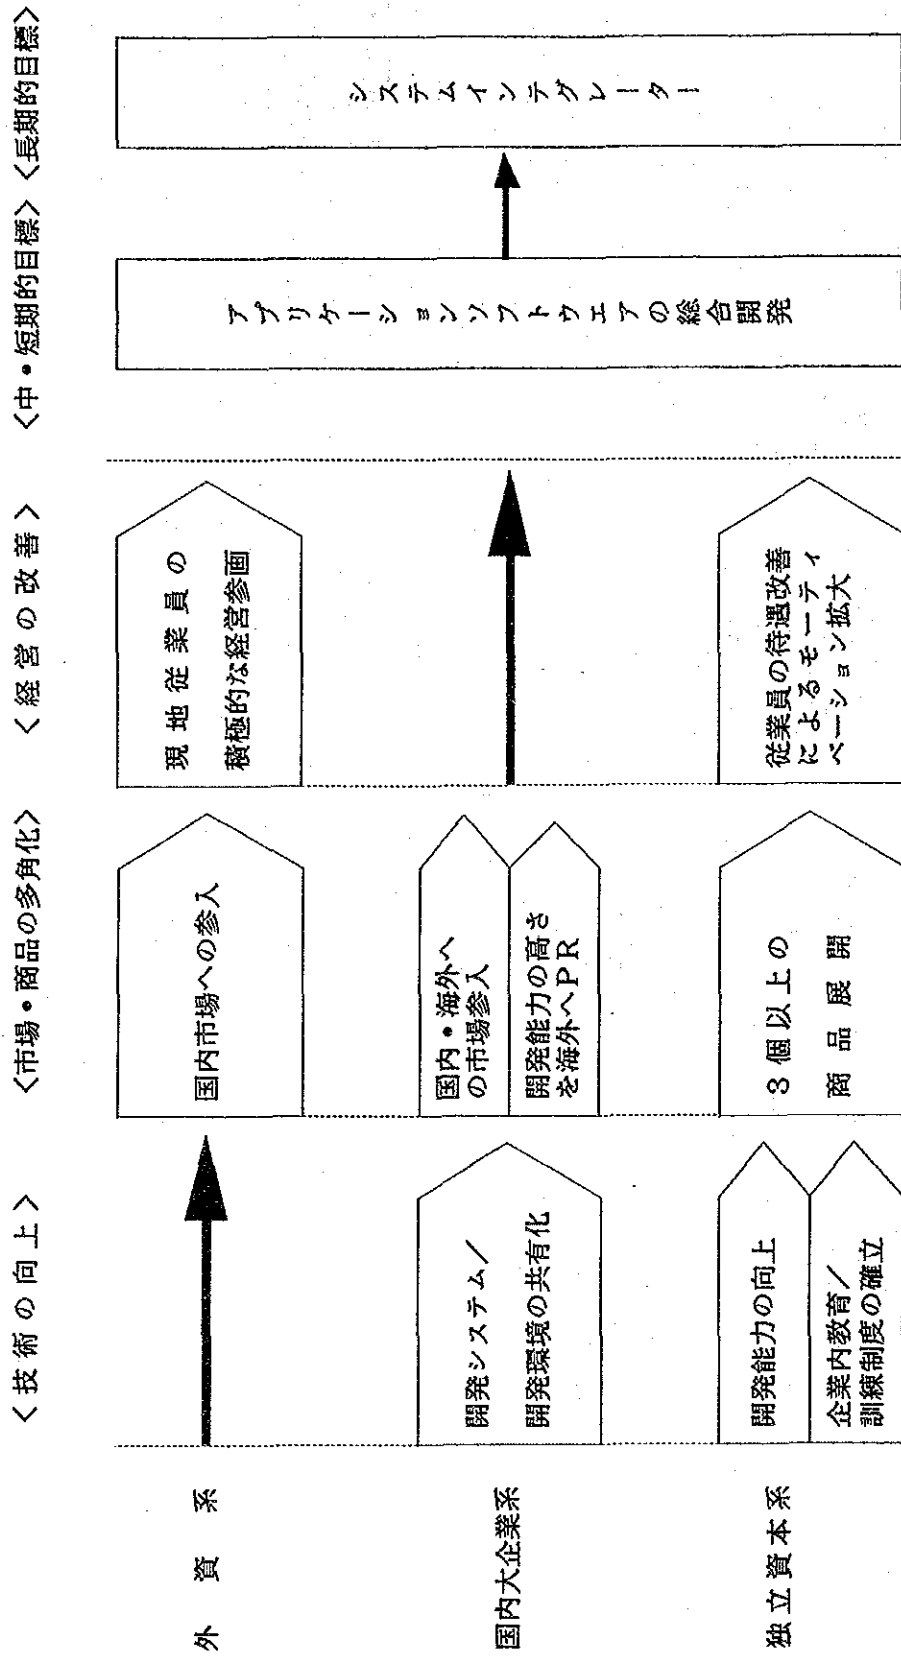 ＜技術の向上＞
＜市場・商品の多角化＞
＜経営の改善＞
＜中・短期的目標＞
＜長期的目標＞
外資系
国内市場への参入
現地従業員の
積極的な経営参画
国内大企業系
開発システム／
開発環境の共有化
国内・海外へ
の市場参入
開発能力の高さ
を海外へPR
独立資本系
開発能力の向上
企業内教育／
訓練制度の確立
3個以上の
商品展開
従業員の待遇改善
によるモーティ
ベーション拡大
アプリケーションソフトウエアの総合開発
システムインテグレーター